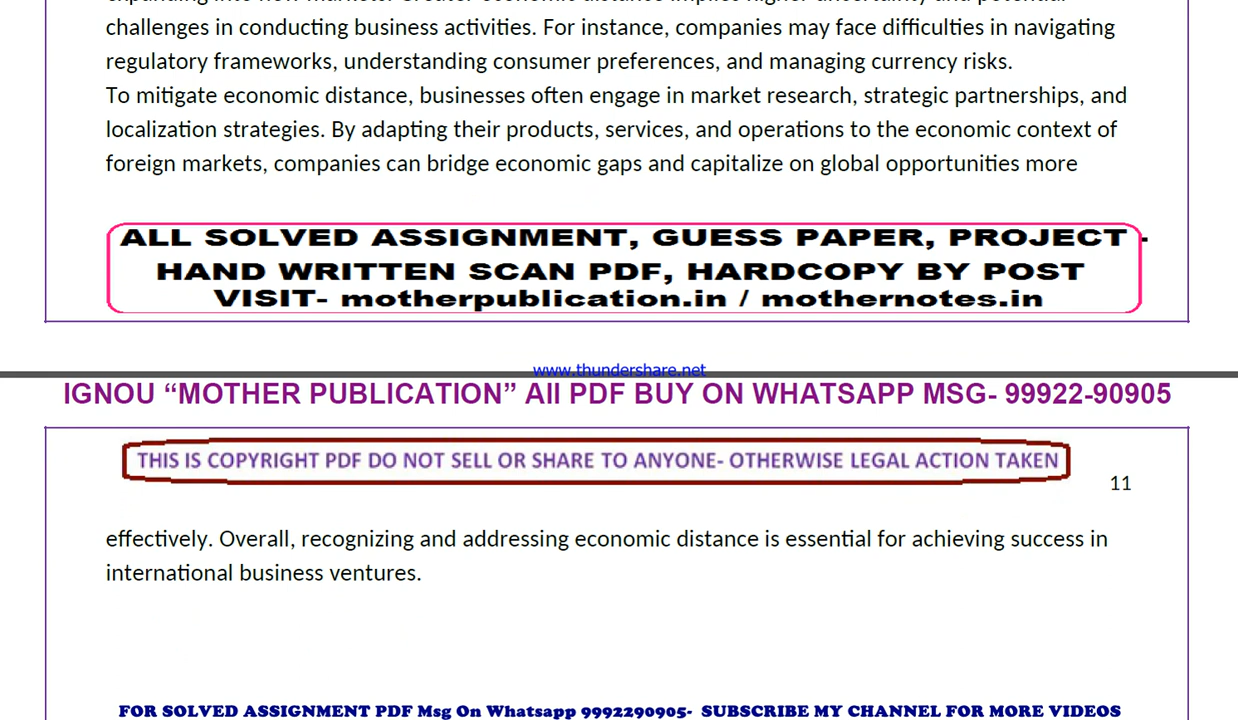 challenges in conducting business activities. For instance, companies may face difficulties in navigating
regulatory frameworks, understanding consumer preferences, and managing currency risks.
To mitigate economic distance, businesses often engage in market research, strategic partnerships, and
localization strategies. By adapting their products, services, and operations to the economic context of
foreign markets, companies can bridge economic gaps and capitalize on global opportunities more
ALL SOLVED ASSIGNMENT, GUESS PAPER, PROJECT -
HAND WRITTEN SCAN PDF, HARDCOPY BY POST
VISIT- motherpublication.in / mothernotes.in
www.thundershare.net
IGNOU “MOTHER PUBLICATION” All PDF BUY ON WHATSAPP MSG- 99922-90905
THIS IS COPYRIGHT PDF DO NOT SELL OR SHARE TO ANYONE- OTHERWISE LEGAL ACTION TAKEN
11
effectively. Overall, recognizing and addressing economic distance is essential for achieving success in
international business ventures.
FOR SOLVED ASSIGNMENT PDF Msg On Whatsapp 9992290905- SUBSCRIBE MY CHANNEL FOR MORE VIDEOS